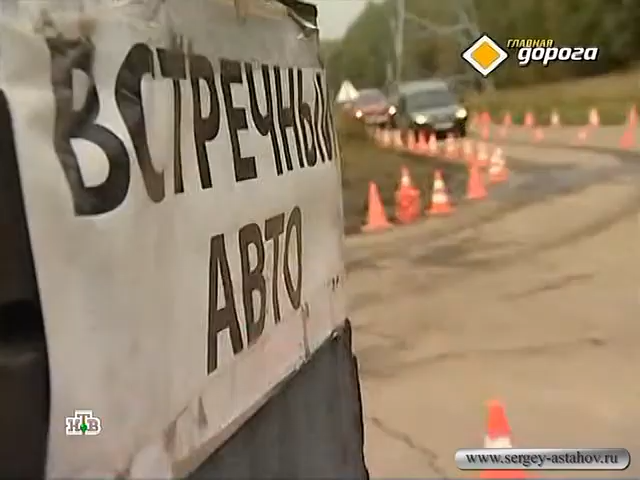 ГЛАВНАЯ
дорога
ВСТРЕЧНЫЙ
АВТО
НТВ
www.sergey-astahov.ru